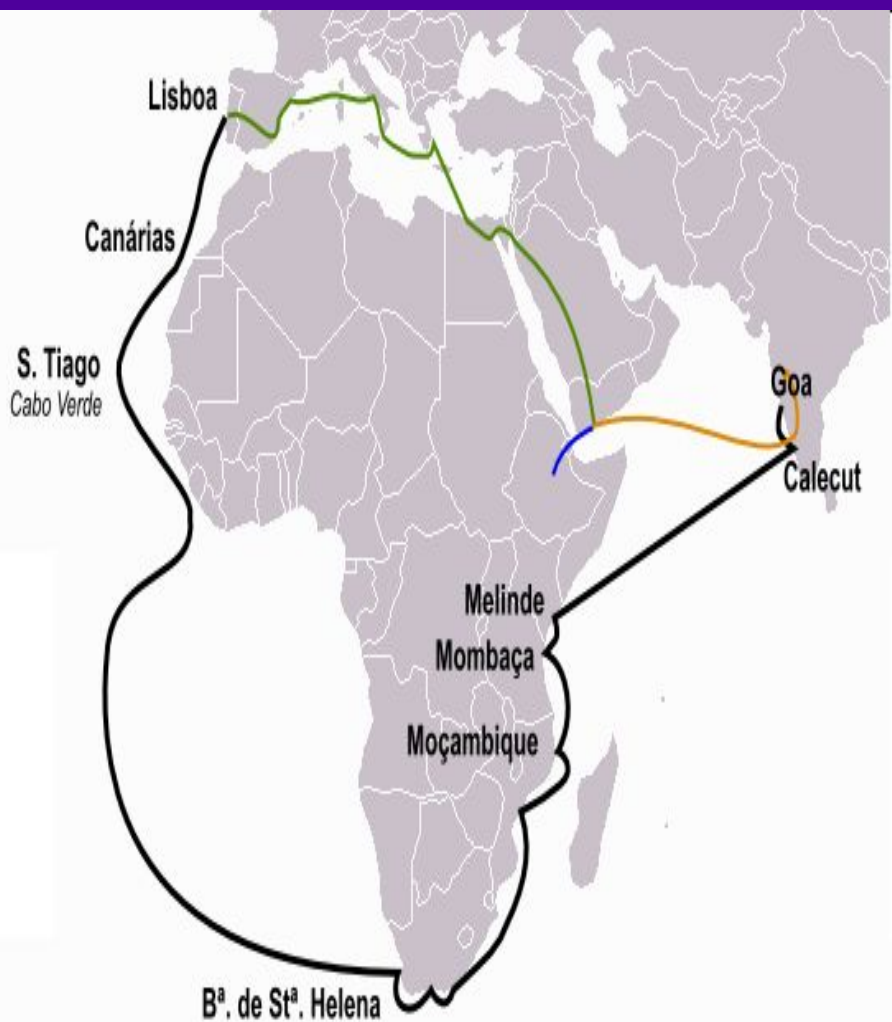 Lisboa
Canárias
S. Tiago
Cabo Verde
Goa
Calecut
Melinde
Mombaça
Moçambique
Bª. de Stª. Helena